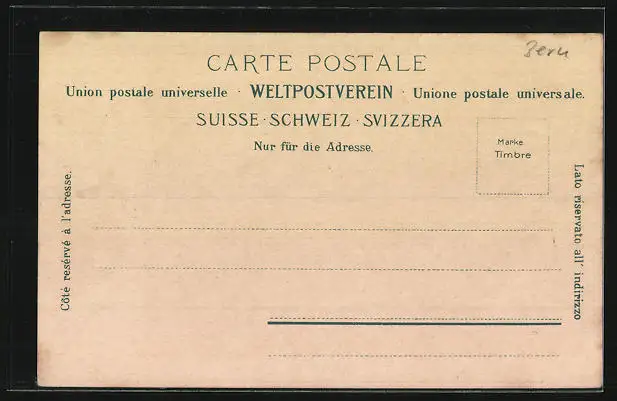 Bern
CARTE POSTALE
Union postale universelle · WELTPOSTVEREIN · Unione postale universale.
SUISSE · SCHWEIZ · SVIZZERA
Nur für die Adresse.
Marke
Timbre
Côté resérvé à l'adresse.
Lato riservato all' indirizzo